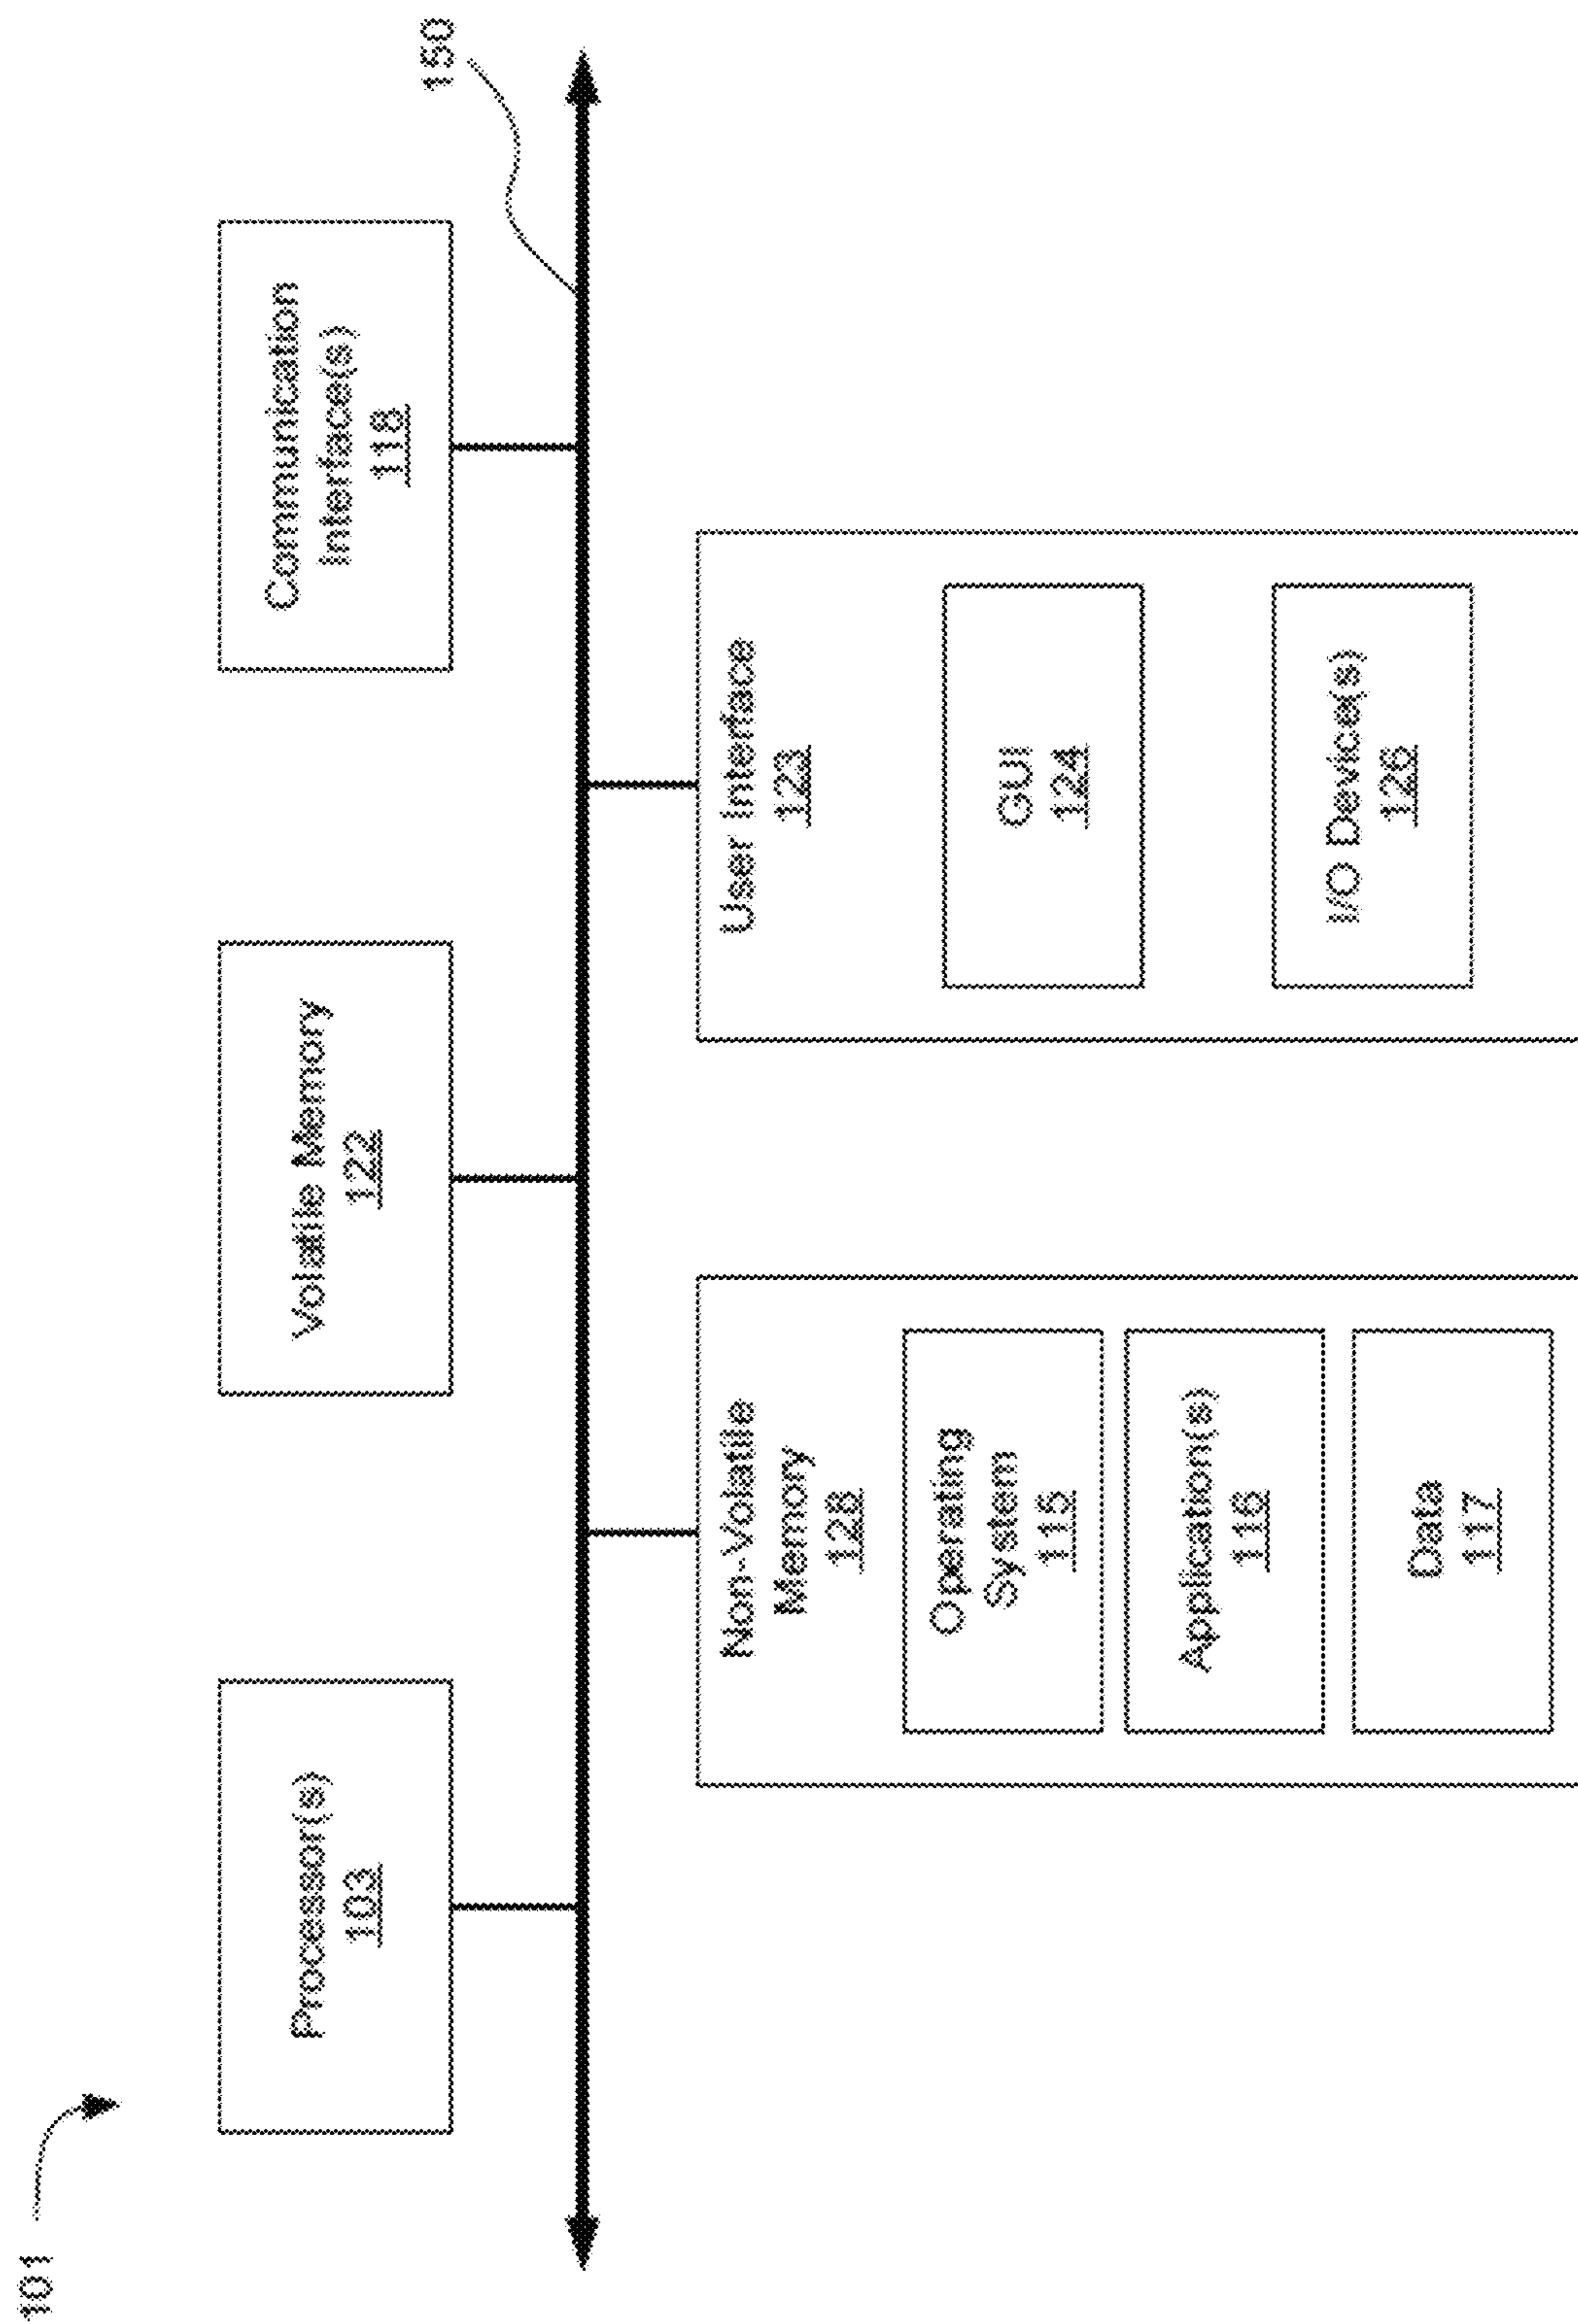 101
Processor(s)
103
Volatile Memory
122
Communication
Interface(s)
118
150
Non-Volatile
Memory
128
Operating
System
115
Application(s)
116
Data
117
User Interface
123
GUI
124
I/O Device(s)
126